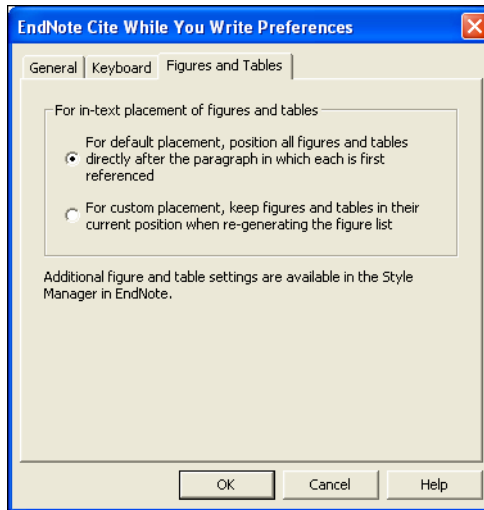 EndNote Cite While You Write Preferences
General Keyboard Figures and Tables
For in-text placement of figures and tables
For default placement, position all figures and tables
directly after the paragraph in which each is first
referenced
For custom placement, keep figures and tables in their
current position when re-generating the figure list
Additional figure and table settings are available in the Style
Manager in EndNote.
OK Cancel Help